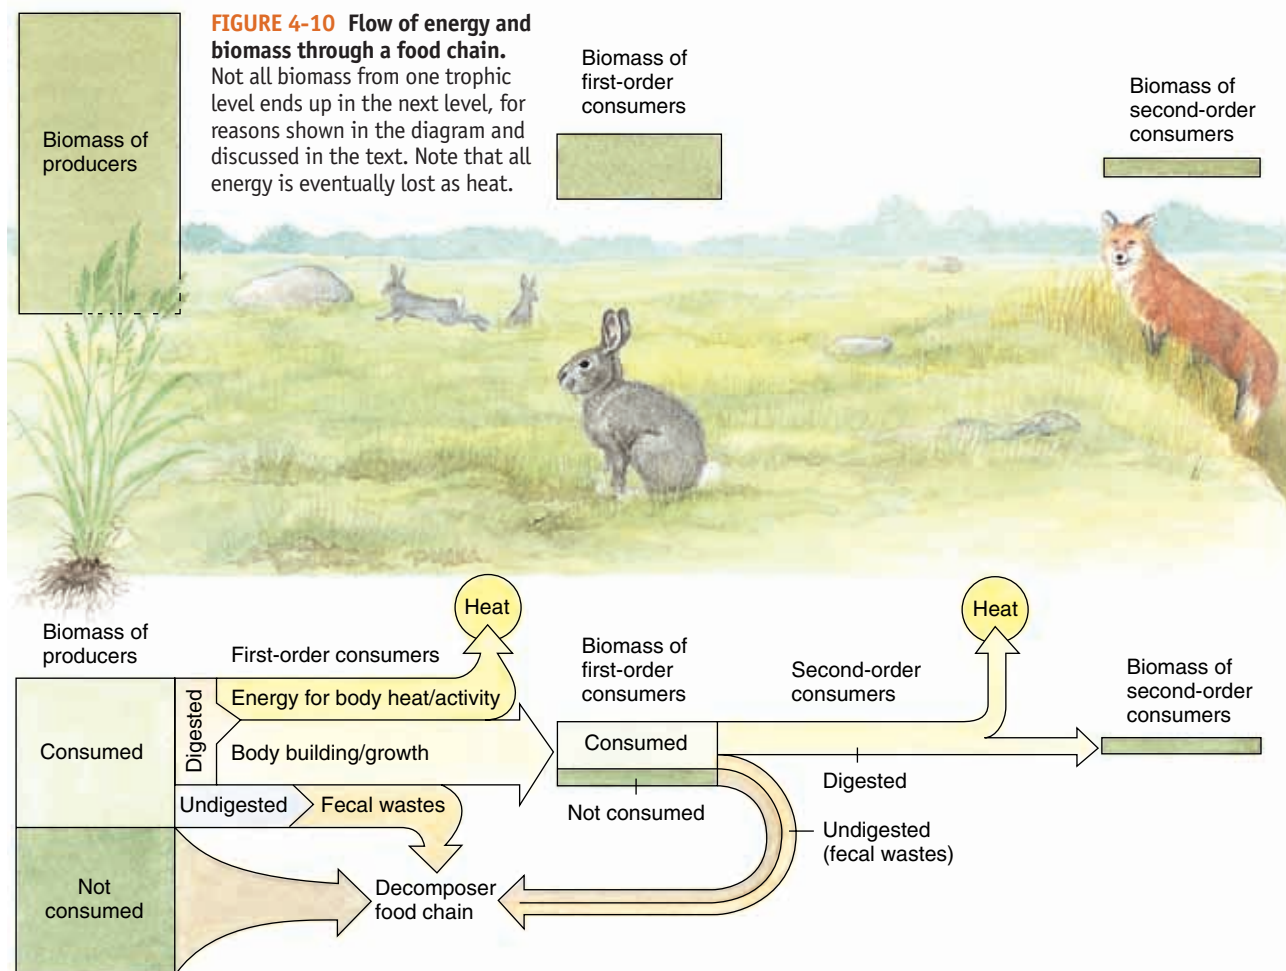 FIGURE 4-10 Flow of energy and
biomass through a food chain.
Not all biomass from one trophic
level ends up in the next level, for
reasons shown in the diagram and
discussed in the text. Note that all
energy is eventually lost as heat.
Biomass of
producers
Biomass of
first-order
consumers
Biomass of
second-order
consumers
Biomass of
producers
First-order consumers
Heat
Biomass of
first-order
consumers
Second-order
consumers
Heat
Biomass of
second-order
consumers
Consumed
Digested
Energy for body heat/activity
Body building/growth
Undigested
Fecal wastes
Consumed
Not consumed
Digested
Undigested
(fecal wastes)
Not
consumed
Decomposer
food chain